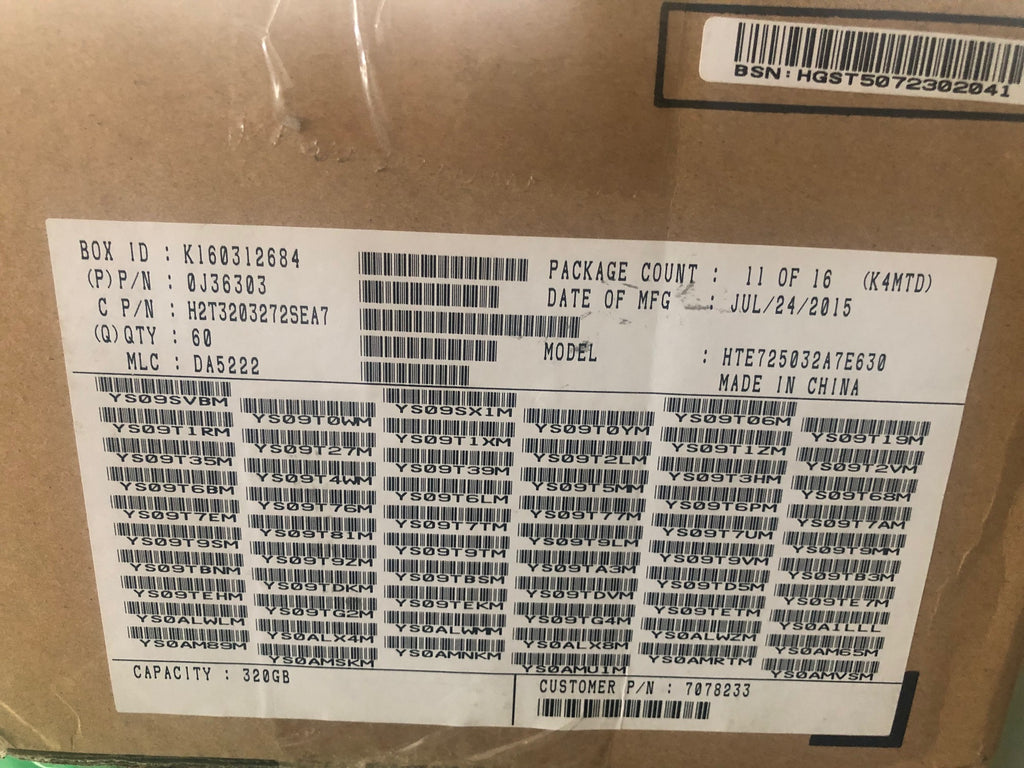 BSN: HGST5072302041
BOX ID : K160312684
(P)P/N : 0J36303
C P/N : H2T3203272SEA7
(Q)QTY : 60
MLC : DA5222
PACKAGE COUNT : 11 OF 16 (K4MTD)
DATE OF MFG : JUL/24/2015
MODEL : HTE725032A7E630
MADE IN CHINA
YS09SVBM YS09T0WM YS09SX1M YS09T0YM YS09T06M YS09T19M
YS09T1RM YS09T27M YS09T1XM YS09T2LM YS09T1ZM YS09T2VM
YS09T35M YS09T4WM YS09T39M YS09T5MM YS09T3HM YS09T68M
YS09T6BM YS09T76M YS09T6LM YS09T77M YS09T6PM YS09T7AM
YS09T7EM YS09T81M YS09T7TM YS09T9LM YS09T7UM YS09T9MM
YS09T9SM YS09T9ZM YS09T9TM YS09TA3M YS09T9VM YS09TB3M
YS09TBNM YS09TDKM YS09TBSM YS09TDVM YS09TD5M YS09TE7M
YS09TEHM YS09TG2M YS09TEKM YS09TG4M YS09TETM YS0A1LLL
YS0ALWLM YS0ALX4M YS0ALWMM YS0ALX8M YS0ALWZM YS0AM65M
YS0AM89M YS0AMSKM YS0AMNKM YS0AMU1M YS0AMRTM YS0AMVSM
CAPACITY : 320GB
CUSTOMER P/N : 7078233